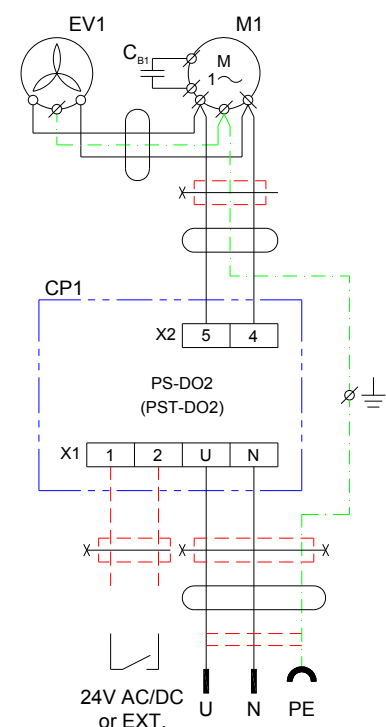 EV1
M1
C B1
M
1~
CP1
X2 5 4
PS-DO2
(PST-DO2)
X1 1 2 U N
24V AC/DC
or EXT.
U N PE